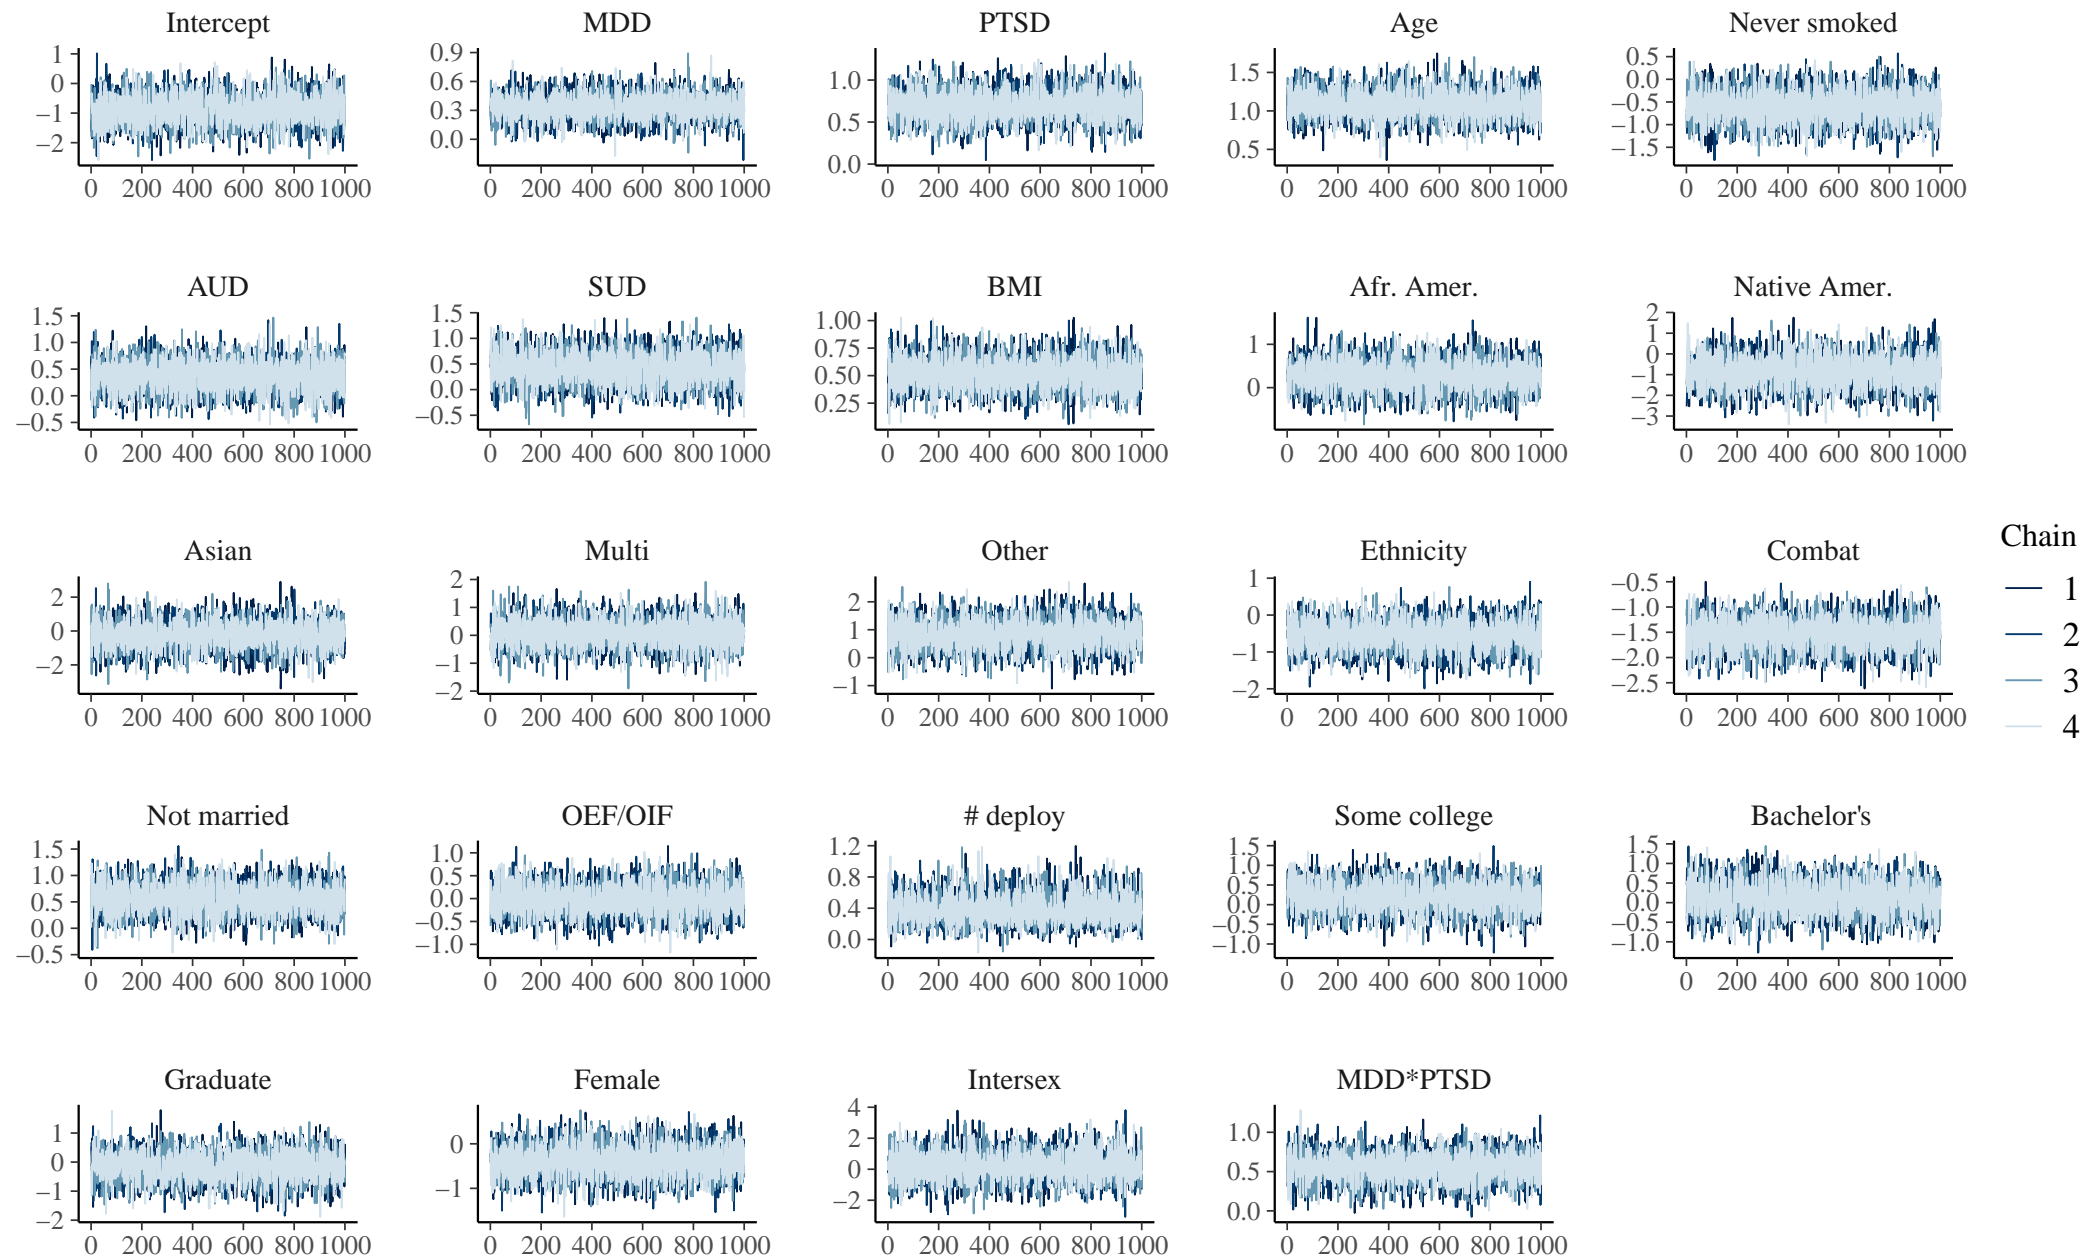 Intercept MDD PTSD Age Never smoked
1 0 −1 −2
0 200 400 600 800 1000
0.9 0.6 0.3 0.0
0 200 400 600 800 1000
1.0 0.5 0.0
0 200 400 600 800 1000
1.5 1.0 0.5
0 200 400 600 800 1000
0.5 0.0 −0.5 −1.0 −1.5
0 200 400 600 800 1000
AUD SUD BMI Afr. Amer. Native Amer.
1.5 1.0 0.5 0.0 −0.5
0 200 400 600 800 1000
1.5 1.0 0.5 0.0 −0.5
0 200 400 600 800 1000
1.00 0.75 0.50 0.25
0 200 400 600 800 1000
1 0
0 200 400 600 800 1000
2 1 0 −1 −2 −3
0 200 400 600 800 1000
Asian Multi Other Ethnicity Combat
2 0 −2
0 200 400 600 800 1000
2 1 0 −1 −2
0 200 400 600 800 1000
2 1 0 −1
0 200 400 600 800 1000
1 0 −1 −2
0 200 400 600 800 1000
−0.5 −1.0 −1.5 −2.0 −2.5
0 200 400 600 800 1000
Chain
1
2
3
4
Not married OEF/OIF # deploy Some college Bachelor's
1.5 1.0 0.5 0.0 −0.5
0 200 400 600 800 1000
1.0 0.5 0.0 −0.5 −1.0
0 200 400 600 800 1000
1.2 0.8 0.4 0.0
0 200 400 600 800 1000
1.5 1.0 0.5 0.0 −0.5 −1.0
0 200 400 600 800 1000
1.5 1.0 0.5 0.0 −0.5 −1.0
0 200 400 600 800 1000
Graduate Female Intersex MDD*PTSD
1 0 −1 −2
0 200 400 600 800 1000
0 −1
0 200 400 600 800 1000
4 2 0 −2
0 200 400 600 800 1000
1.0 0.5 0.0
0 200 400 600 800 1000